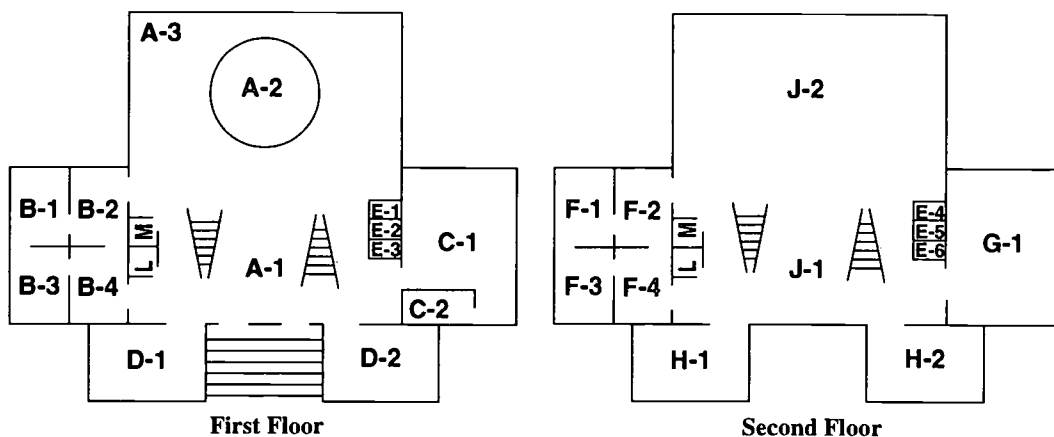 A-3
A-2
B-1 B-2
B-3 B-4
M
L
A-1
E-1
E-2
E-3
C-1
C-2
D-1
D-2
First Floor
J-2
F-1 F-2
F-3 F-4
M
L
J-1
E-4
E-5
E-6
G-1
H-1
H-2
Second Floor